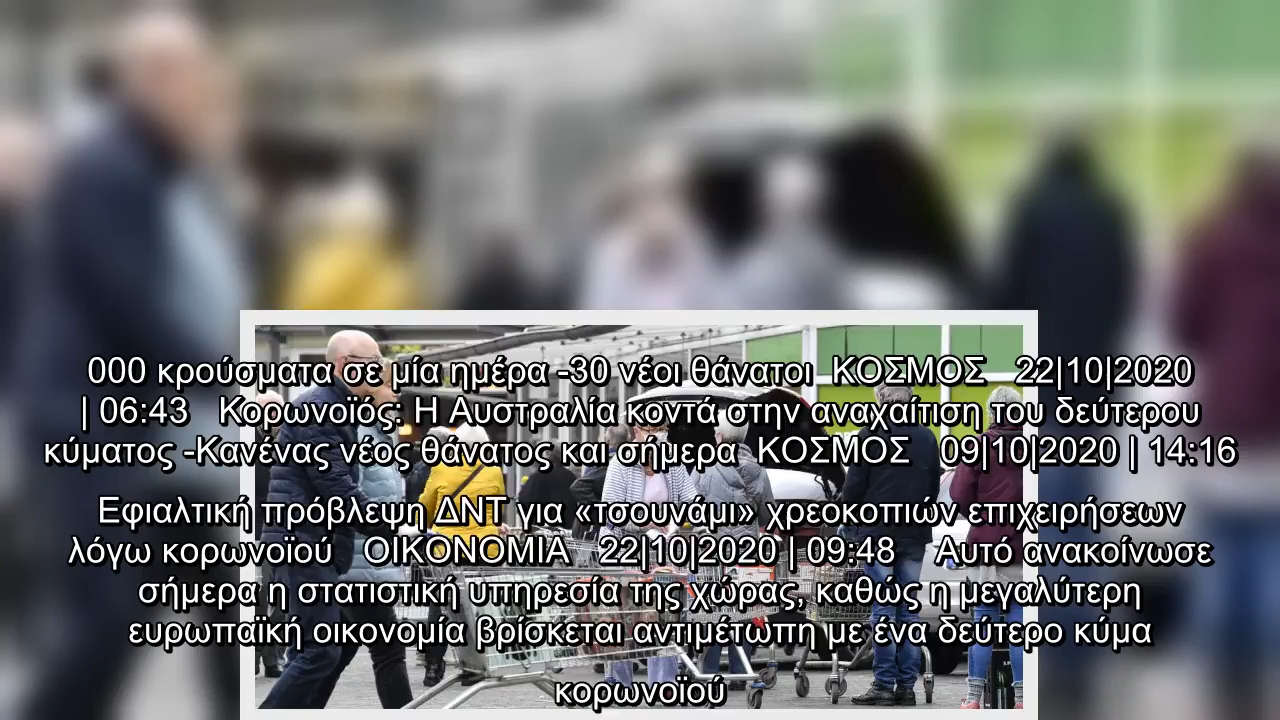 000 κρούσματα σε μία ημέρα -30 νέοι θάνατοι ΚΟΣΜΟΣ 22|10|2020
| 06:43 Κορωνοϊός: Η Αυστραλία κοντά στην αναχαίτιση του δεύτερου
κύματος -Κανένας νέος θάνατος και σήμερα ΚΟΣΜΟΣ 09|10|2020 | 14:16
Εφιαλτική πρόβλεψη ΔΝΤ για «τσουνάμι» χρεοκοπιών επιχειρήσεων
λόγω κορωνοϊού ΟΙΚΟΝΟΜΙΑ 22|10|2020 | 09:48 Αυτό ανακοίνωσε
σήμερα η στατιστική υπηρεσία της χώρας, καθώς η μεγαλύτερη
ευρωπαϊκή οικονομία βρίσκεται αντιμέτωπη με ένα δεύτερο κύμα
κορωνοϊού